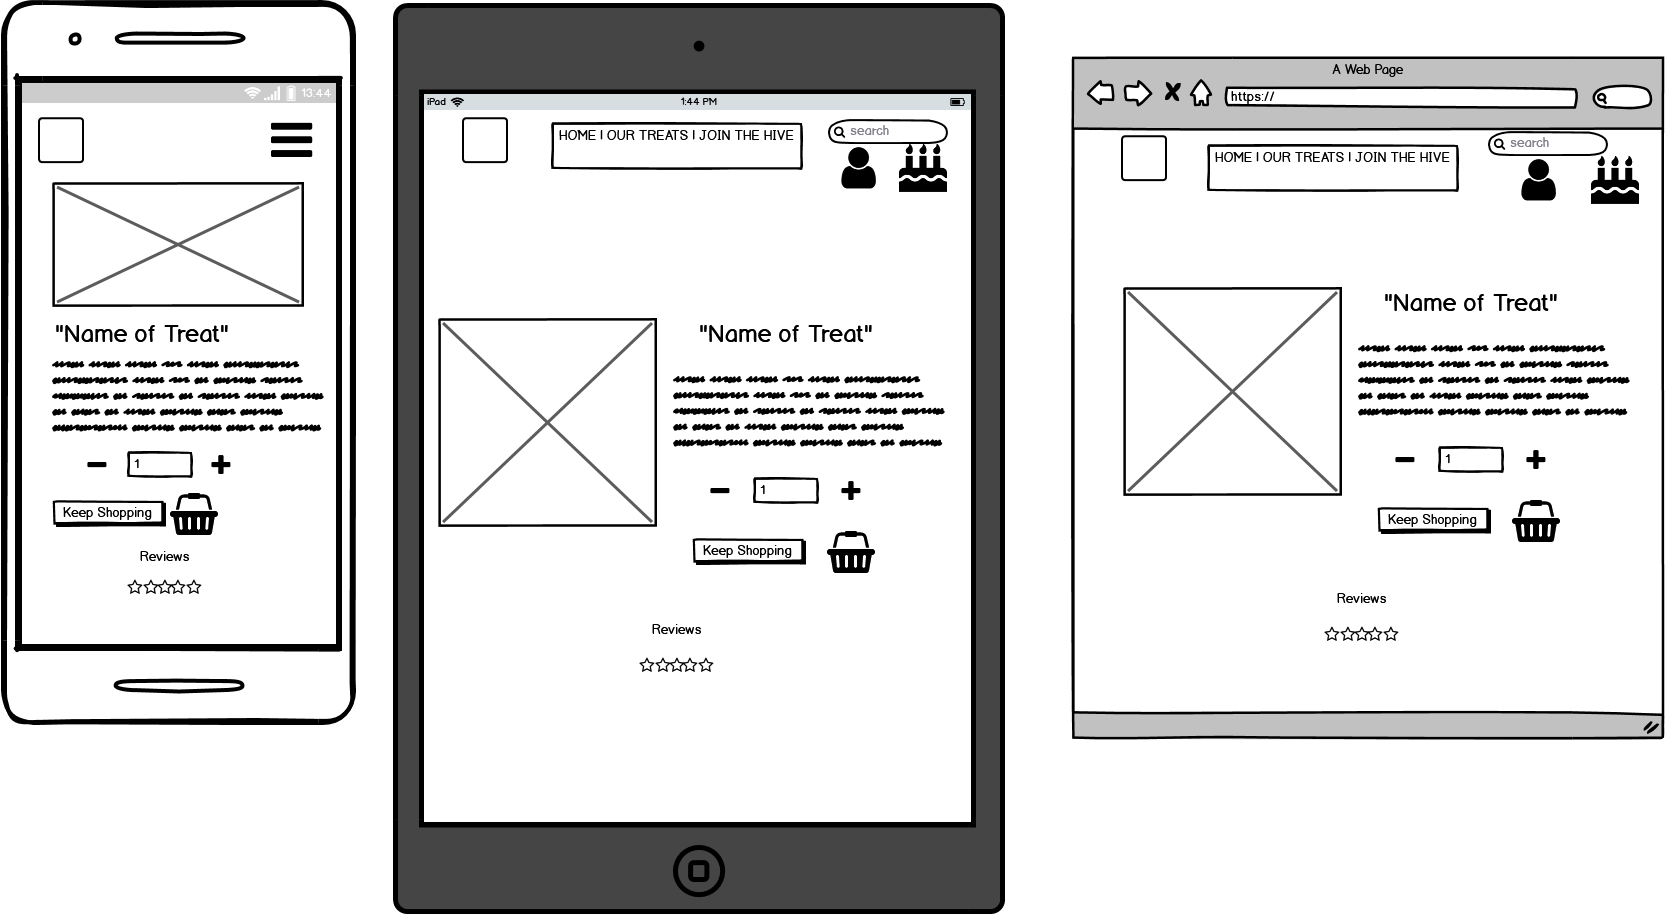 13:44
"Name of Treat"
1
Keep Shopping
Reviews
iPad
1:44 PM
HOME | OUR TREATS | JOIN THE HIVE
search
"Name of Treat"
1
Keep Shopping
Reviews
A Web Page
https://
search
HOME | OUR TREATS | JOIN THE HIVE
"Name of Treat"
1
Keep Shopping
Reviews